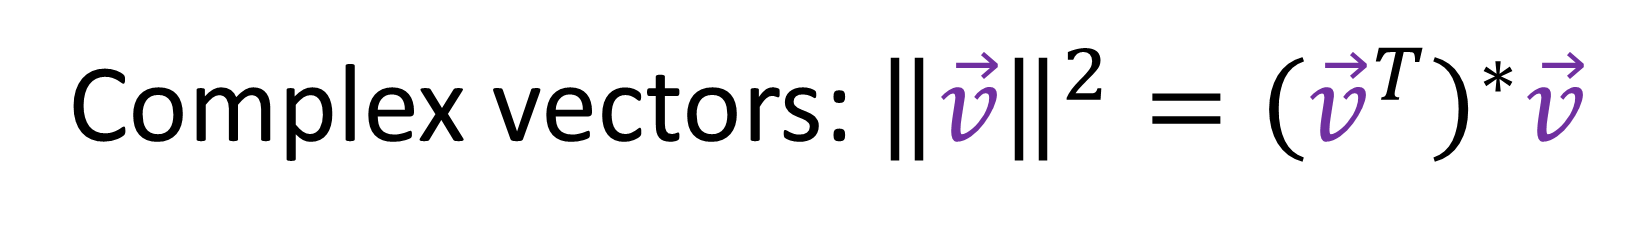 Complex vectors: ‖v⃗‖² = (v⃗ᵀ)* v⃗